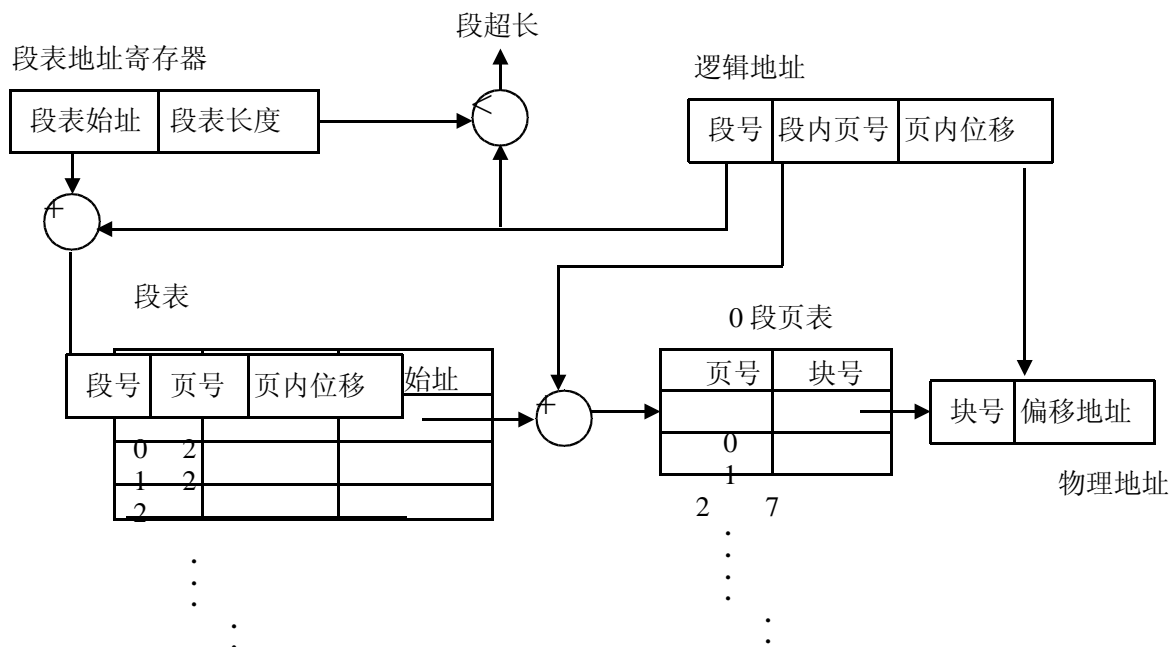 段超长
段表地址寄存器
逻辑地址
段表始址 段表长度
<
段号 段内页号 页内位移
+
段表
0 段页表
段号 页号 页内位移 始址
页号 块号
+
块号 偏移地址
0 2
0
1 2
1
物理地址
2
2 7